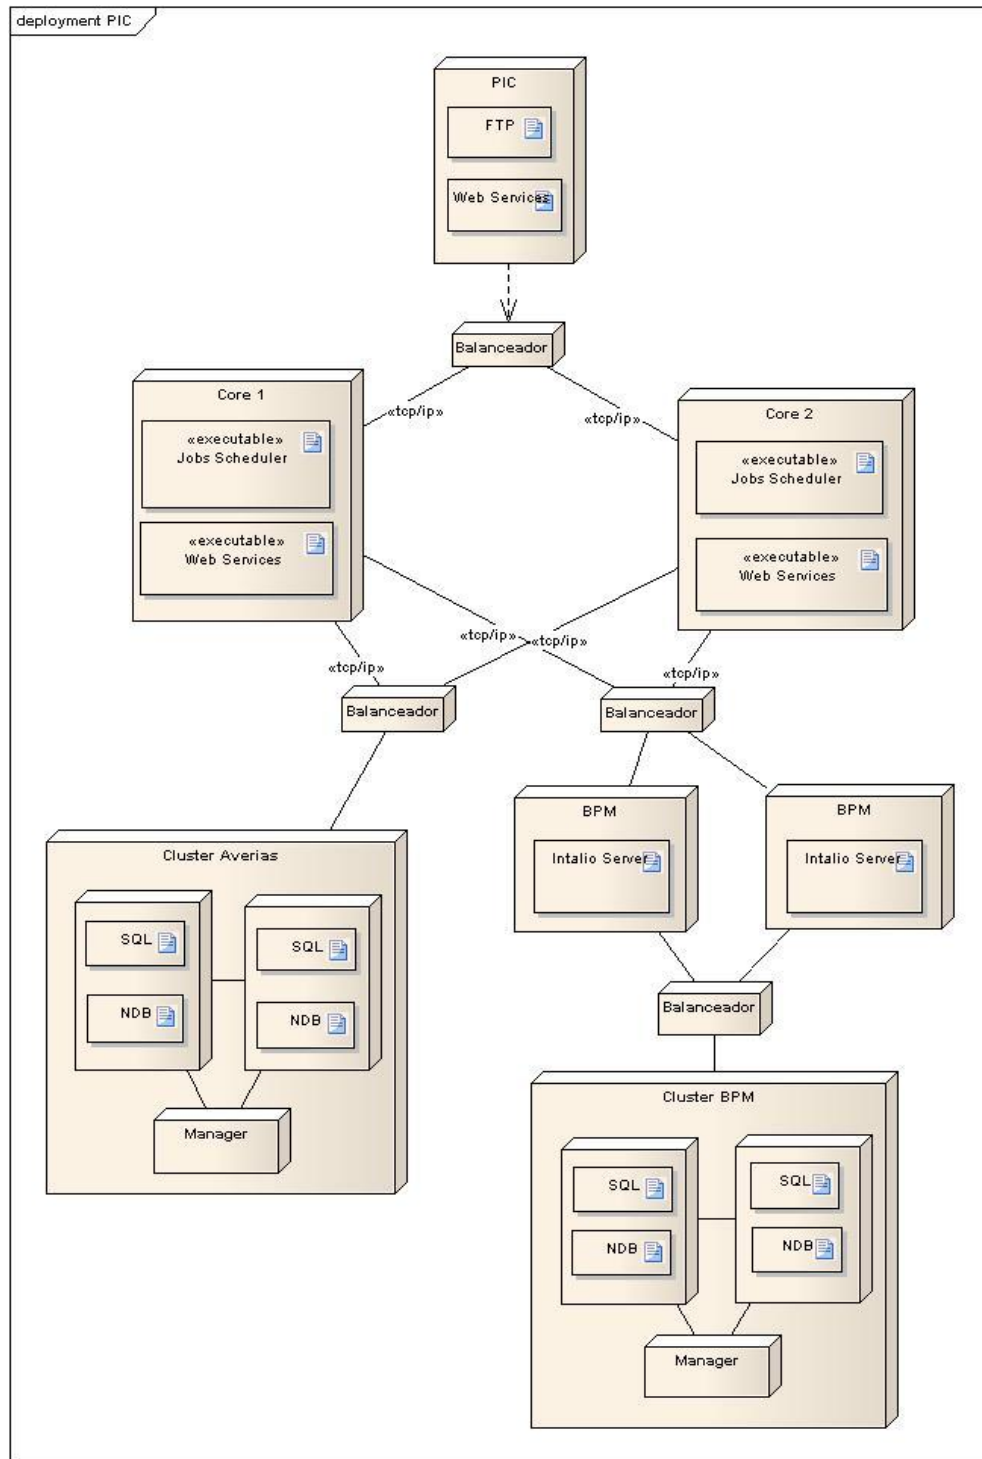 deployment PIC
PIC
FTP
Web Services
Balanceador
«tcp/ip»
«tcp/ip»
Core 1
«executable»
Jobs Scheduler
«executable»
Web Services
Core 2
«executable»
Jobs Scheduler
«executable»
Web Services
«tcp/ip»
«tcp/ip»
«tcp/ip»
«tcp/ip»
Balanceador
Balanceador
BPM
Intalio Server
BPM
Intalio Server
Cluster Averias
SQL
NDB
SQL
NDB
Manager
Balanceador
Cluster BPM
SQL
NDB
SQL
NDB
Manager